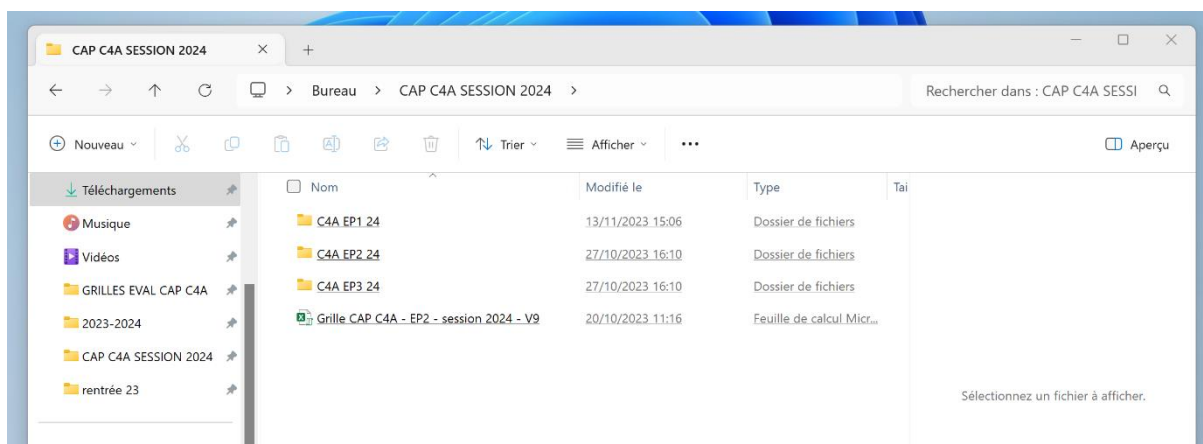 CAP C4A SESSION 2024
Bureau > CAP C4A SESSION 2024 >
Rechercher dans : CAP C4A SESSI
Nouveau
Trier
Afficher
Aperçu
Téléchargements
Musique
Vidéos
GRILLES EVAL CAP C4A
2023-2024
CAP C4A SESSION 2024
rentrée 23
Nom Modifié le Type Tai
C4A EP1 24 13/11/2023 15:06 Dossier de fichiers
C4A EP2 24 27/10/2023 16:10 Dossier de fichiers
C4A EP3 24 27/10/2023 16:10 Dossier de fichiers
Grille CAP C4A - EP2 - session 2024 - V9 20/10/2023 11:16 Feuille de calcul Micr...
Sélectionnez un fichier à afficher.